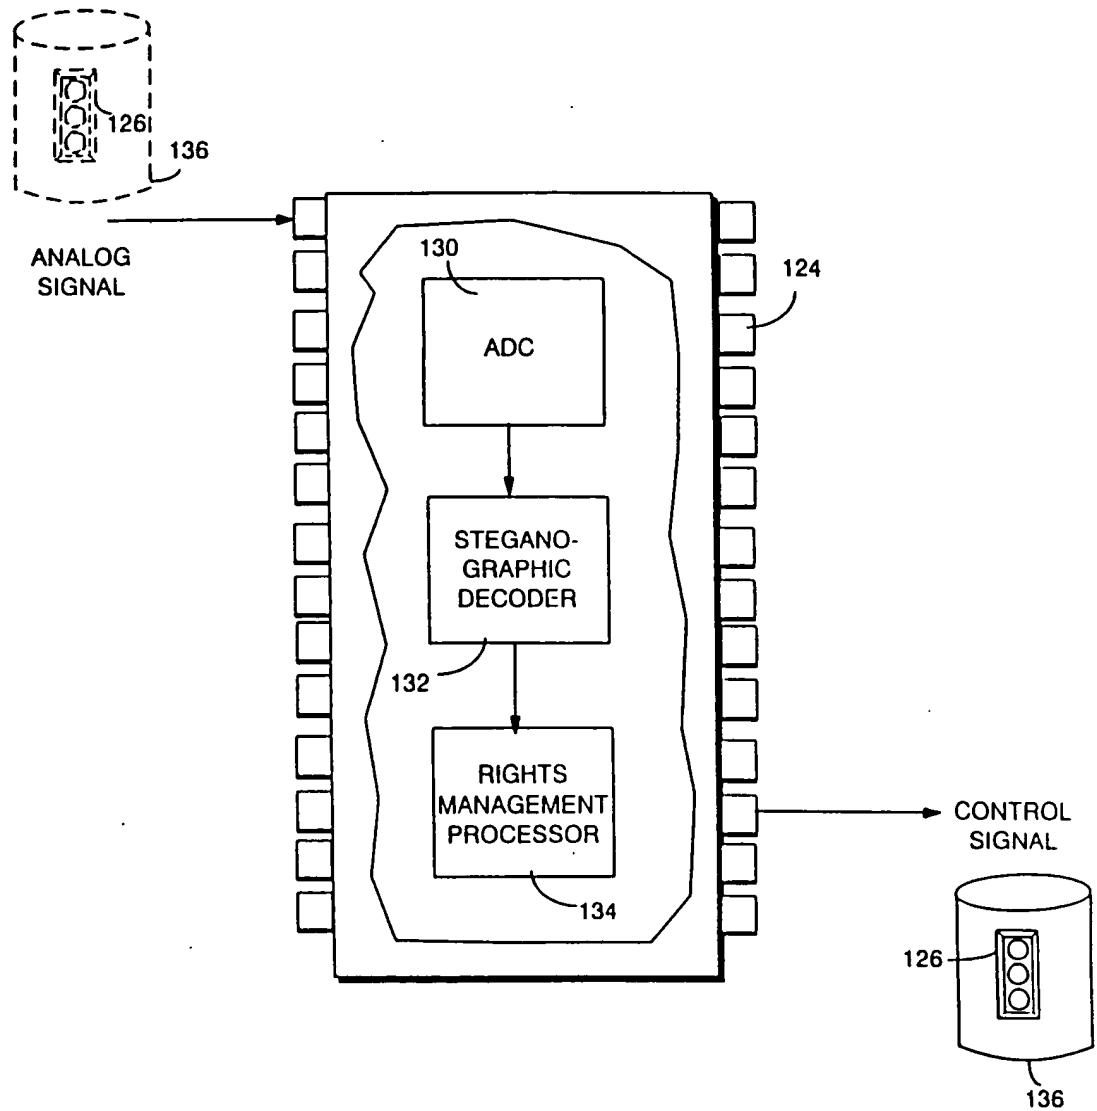 126
136
ANALOG
SIGNAL
130
ADC
124
STEGANO-
GRAPHIC
DECODER
132
RIGHTS
MANAGEMENT
PROCESSOR
134
CONTROL
SIGNAL
126
136